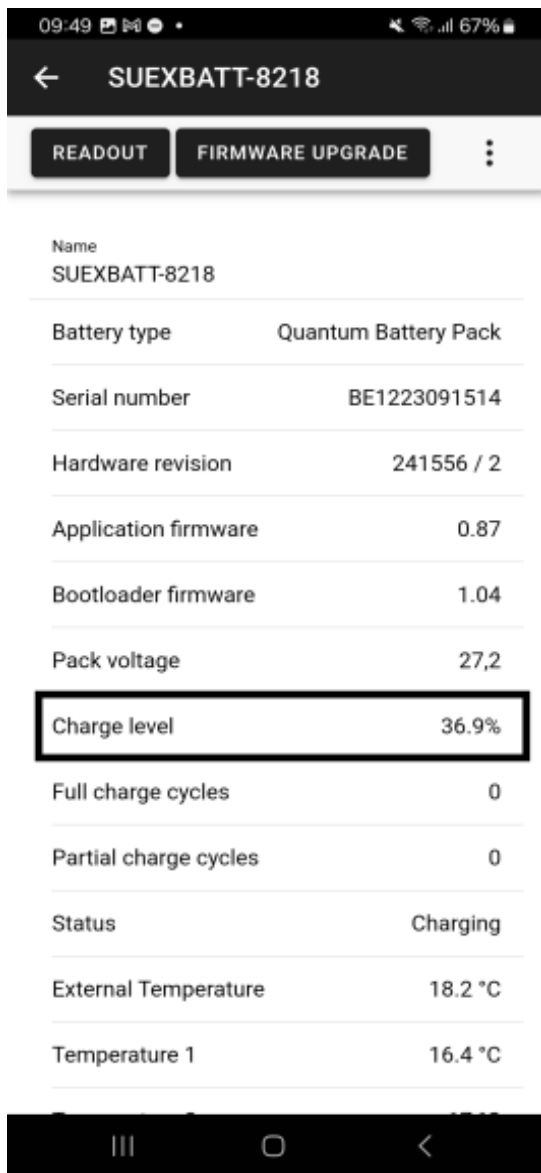 09:49
67%
SUEXBATT-8218
READOUT FIRMWARE UPGRADE
Name
SUEXBATT-8218
Battery type Quantum Battery Pack
Serial number BE1223091514
Hardware revision 241556 / 2
Application firmware 0.87
Bootloader firmware 1.04
Pack voltage 27,2
Charge level 36.9%
Full charge cycles 0
Partial charge cycles 0
Status Charging
External Temperature 18.2 °C
Temperature 1 16.4 °C